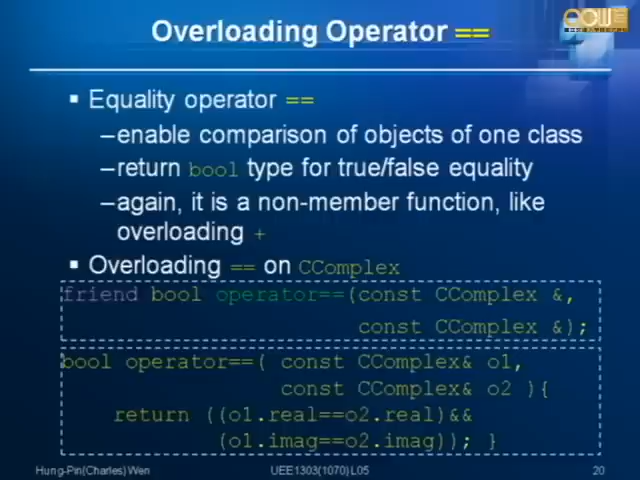 Overloading Operator ==
▪ Equality operator ==
–enable comparison of objects of one class
–return bool type for true/false equality
–again, it is a non-member function, like
overloading +
▪ Overloading == on CComplex
friend bool operator==(const CComplex &,
const CComplex &);
bool operator==( const CComplex& o1,
const CComplex& o2 ){
return ((o1.real==o2.real)&&
(o1.imag==o2.imag)); }
Hung-Pin(Charles) Wen
UEE1303(1070) L05
20